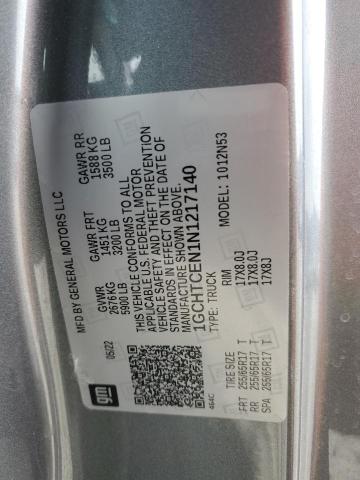 MFD BY GENERAL MOTORS LLC
05/22
GVWR
2676 KG
5900 LB
GAWR FRT
1451 KG
3200 LB
GAWR RR
1588 KG
3500 LB
THIS VEHICLE CONFORMS TO ALL
APPLICABLE U.S. FEDERAL MOTOR
VEHICLE SAFETY AND THEFT PREVENTION
STANDARDS IN EFFECT ON THE DATE OF
MANUFACTURE SHOWN ABOVE.
1GCHTCEN1N1217140
TYPE: TRUCK
MODEL: 1012N53
gm
464C
TIRE SIZE RIM
FRT 255/65R17 T 17X8.0J
RR 255/65R17 T 17X8.0J
SPA 255/65R17 T 17X8J